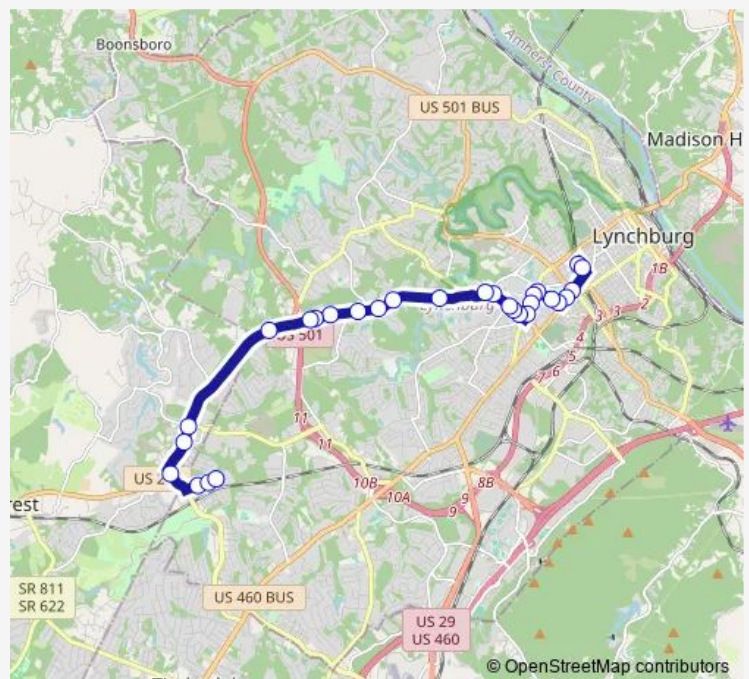 Boonsboro
Amherst County
US 501 BUS
Madison H
Lynchburg
1B
2
3
3
4
5
6
7
US 501
11
11
10B
10A
8B
9
9
US 2
rest
SR 811
SR 622
US 460 BUS
US 29
US 460
© OpenStreetMap contributors